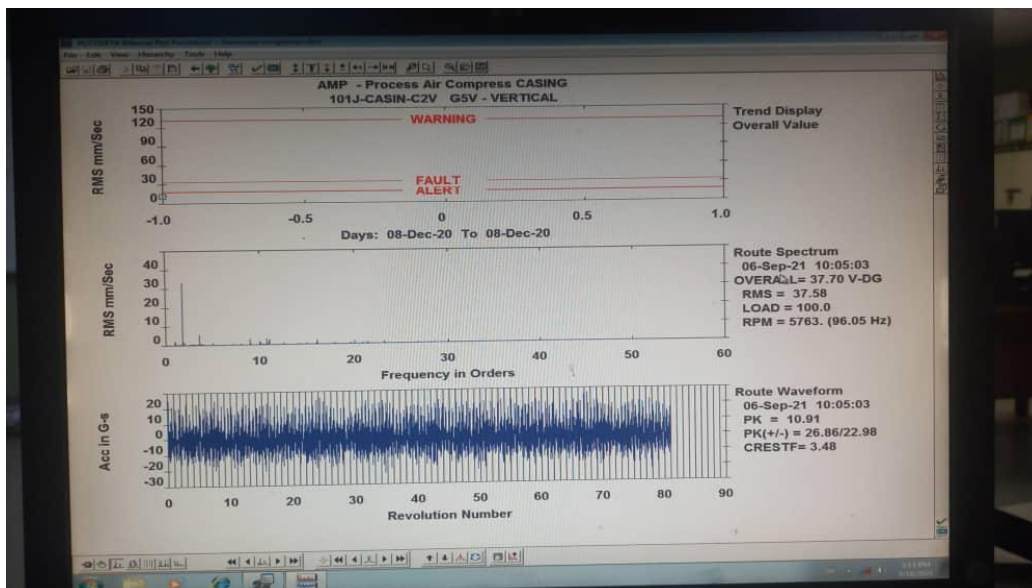 File Edit View Hierarchy Tools Help
AMP - Process Air Compress CASING
101J-CASIN-C2V G5V - VERTICAL
RMS mm/Sec
150
120
90
60
30
0
WARNING
FAULT
ALERT
-1.0
-0.5
0
0.5
1.0
Days: 08-Dec-20 To 08-Dec-20
Trend Display
Overall Value
RMS mm/Sec
40
30
20
10
0
0
10
20
30
40
50
60
Frequency in Orders
Route Spectrum
06-Sep-21 10:05:03
OVERALL= 37.70 V-DG
RMS = 37.58
LOAD = 100.0
RPM = 5763. (96.05 Hz)
Acc in G-s
20
10
0
-10
-20
-30
0
10
20
30
40
50
60
70
80
90
Revolution Number
Route Waveform
06-Sep-21 10:05:03
PK = 10.91
PK(+/-) = 26.86/22.98
CRESTF= 3.48